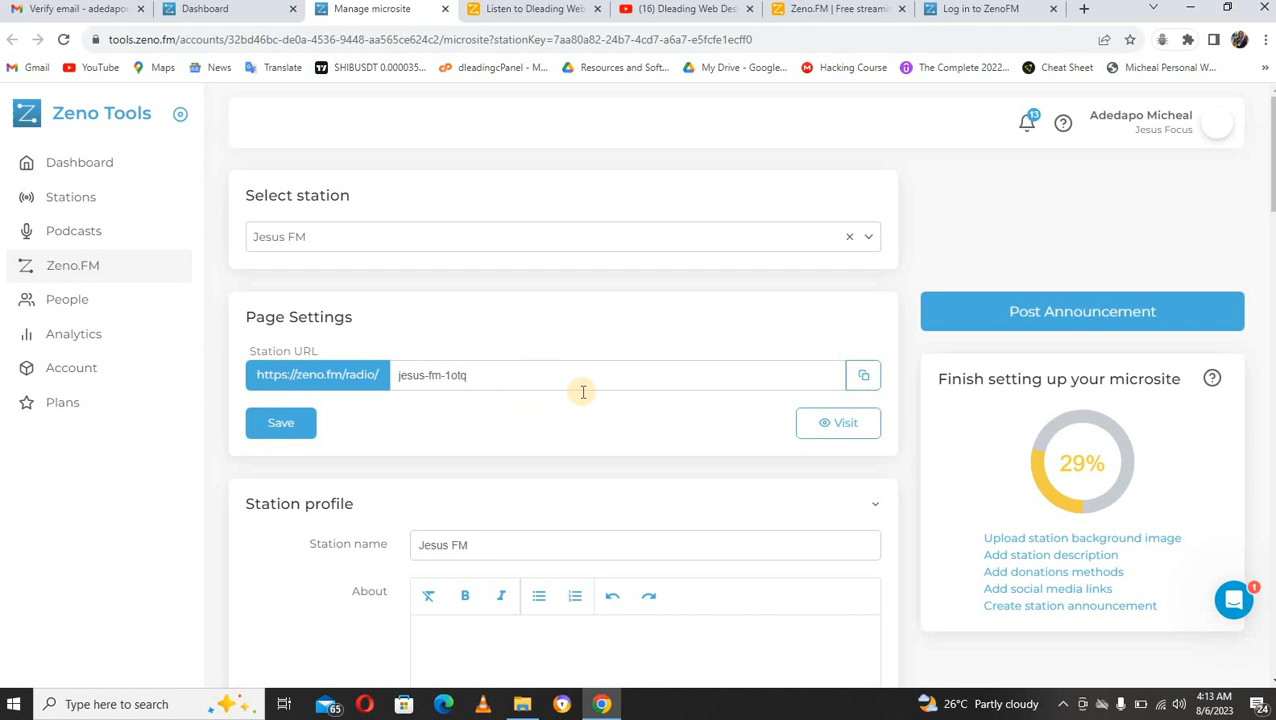 Verify email - adedapo
Dashboard
Manage microsite
Listen to Dleading Web
(16) Dleading Web Des
Zeno.FM | Free stream
Log in to ZenoFM
tools.zeno.fm/accounts/32bd46bc-de0a-4536-9448-aa565ce624c2/microsite?stationKey=7aa80a82-24b7-4cd7-a6a7-e5fcfe1ecff0
Gmail
YouTube
Maps
News
Translate
SHIBUSDT 0.000035...
dleadingcPanel - M...
Resources and Soft...
My Drive - Google...
Hacking Course
The Complete 2022...
Cheat Sheet
Micheal Personal W...
»
Zeno Tools
13
Adedapo Micheal
Jesus Focus
Dashboard
Stations
Podcasts
Zeno.FM
People
Analytics
Account
Plans
Select station
Jesus FM
Page Settings
Station URL
https://zeno.fm/radio/ jesus-fm-1otq
Save
Visit
Station profile
Station name
Jesus FM
About
B I
Post Announcement
Finish setting up your microsite
29%
Upload station background image
Add station description
Add donations methods
Add social media links
Create station announcement
1
Type here to search
65
26°C Partly cloudy
4:13 AM
8/6/2023
24